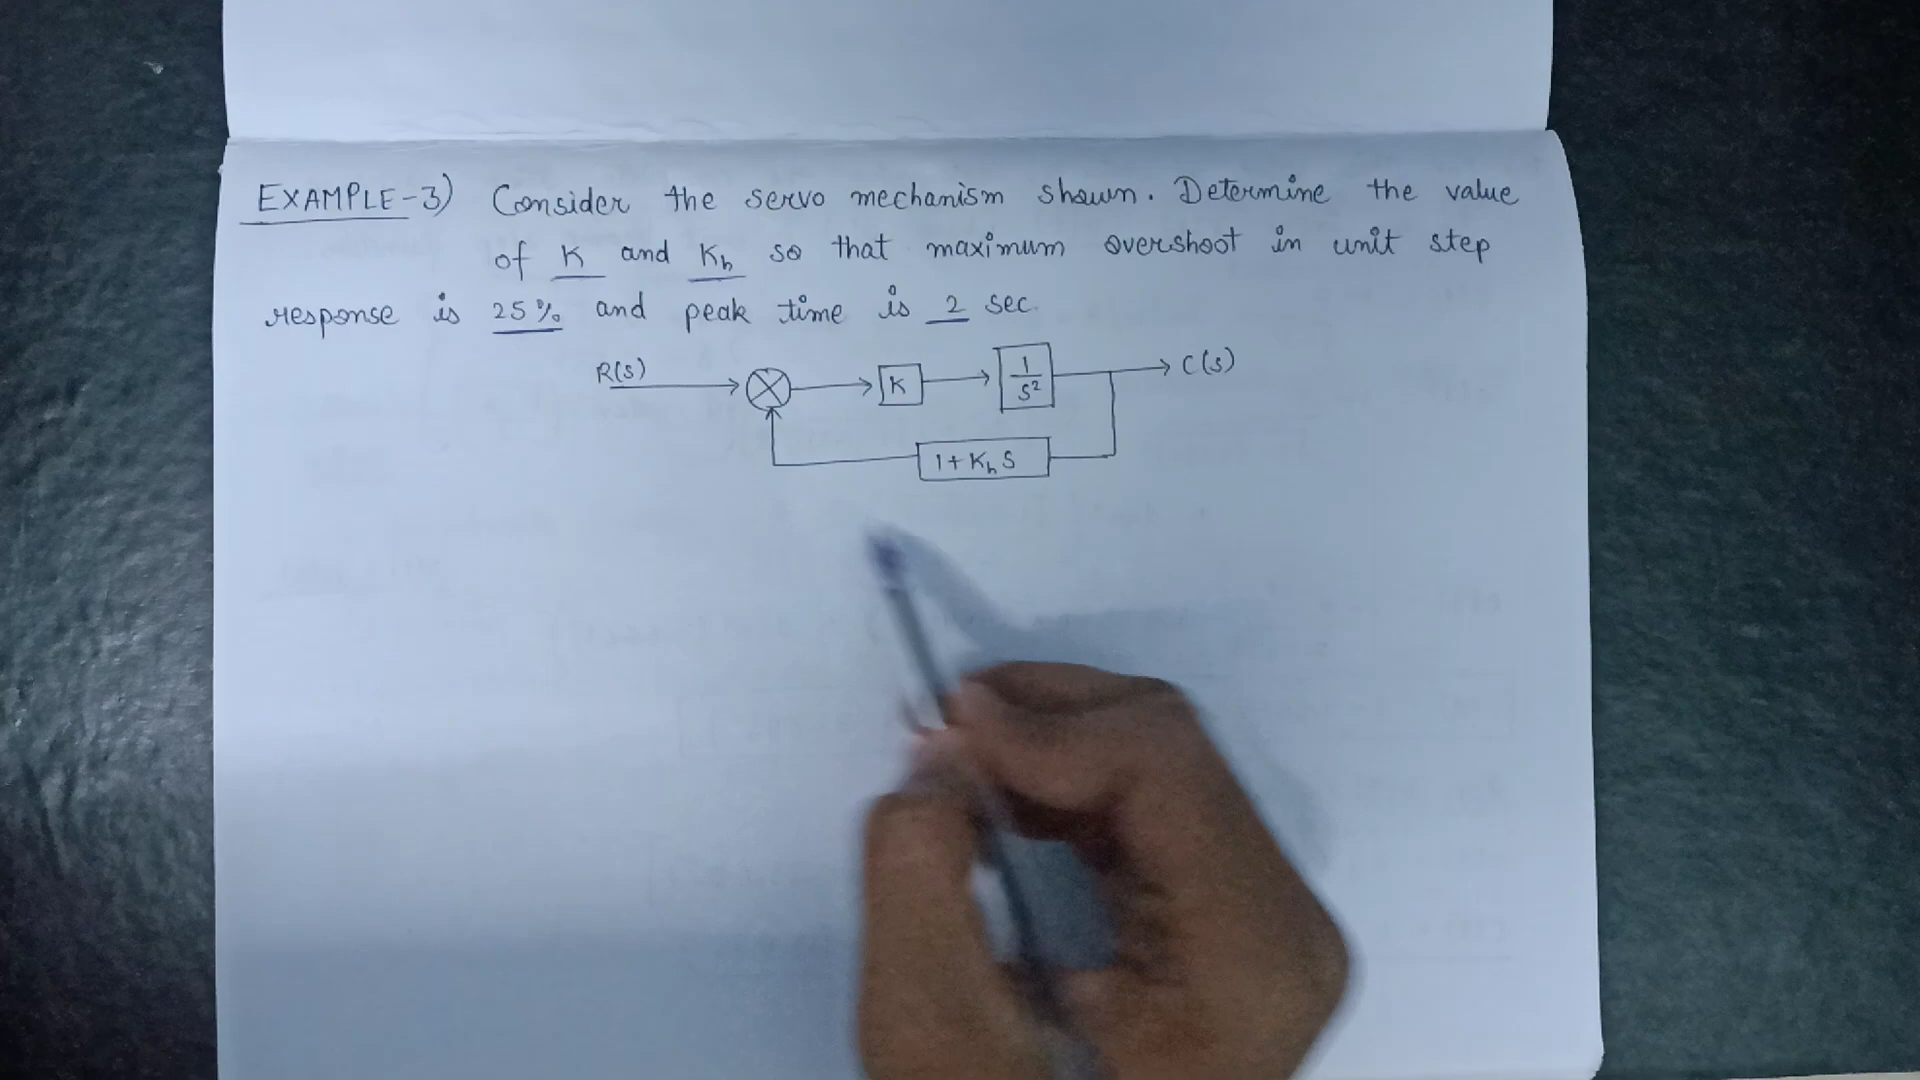 EXAMPLE-3) Consider the servo mechanism shown. Determine the value
of K and Kh so that maximum overshoot in unit step
response is 25% and peak time is 2 sec.
R(s) K 1/s² C(s)
1+KhS